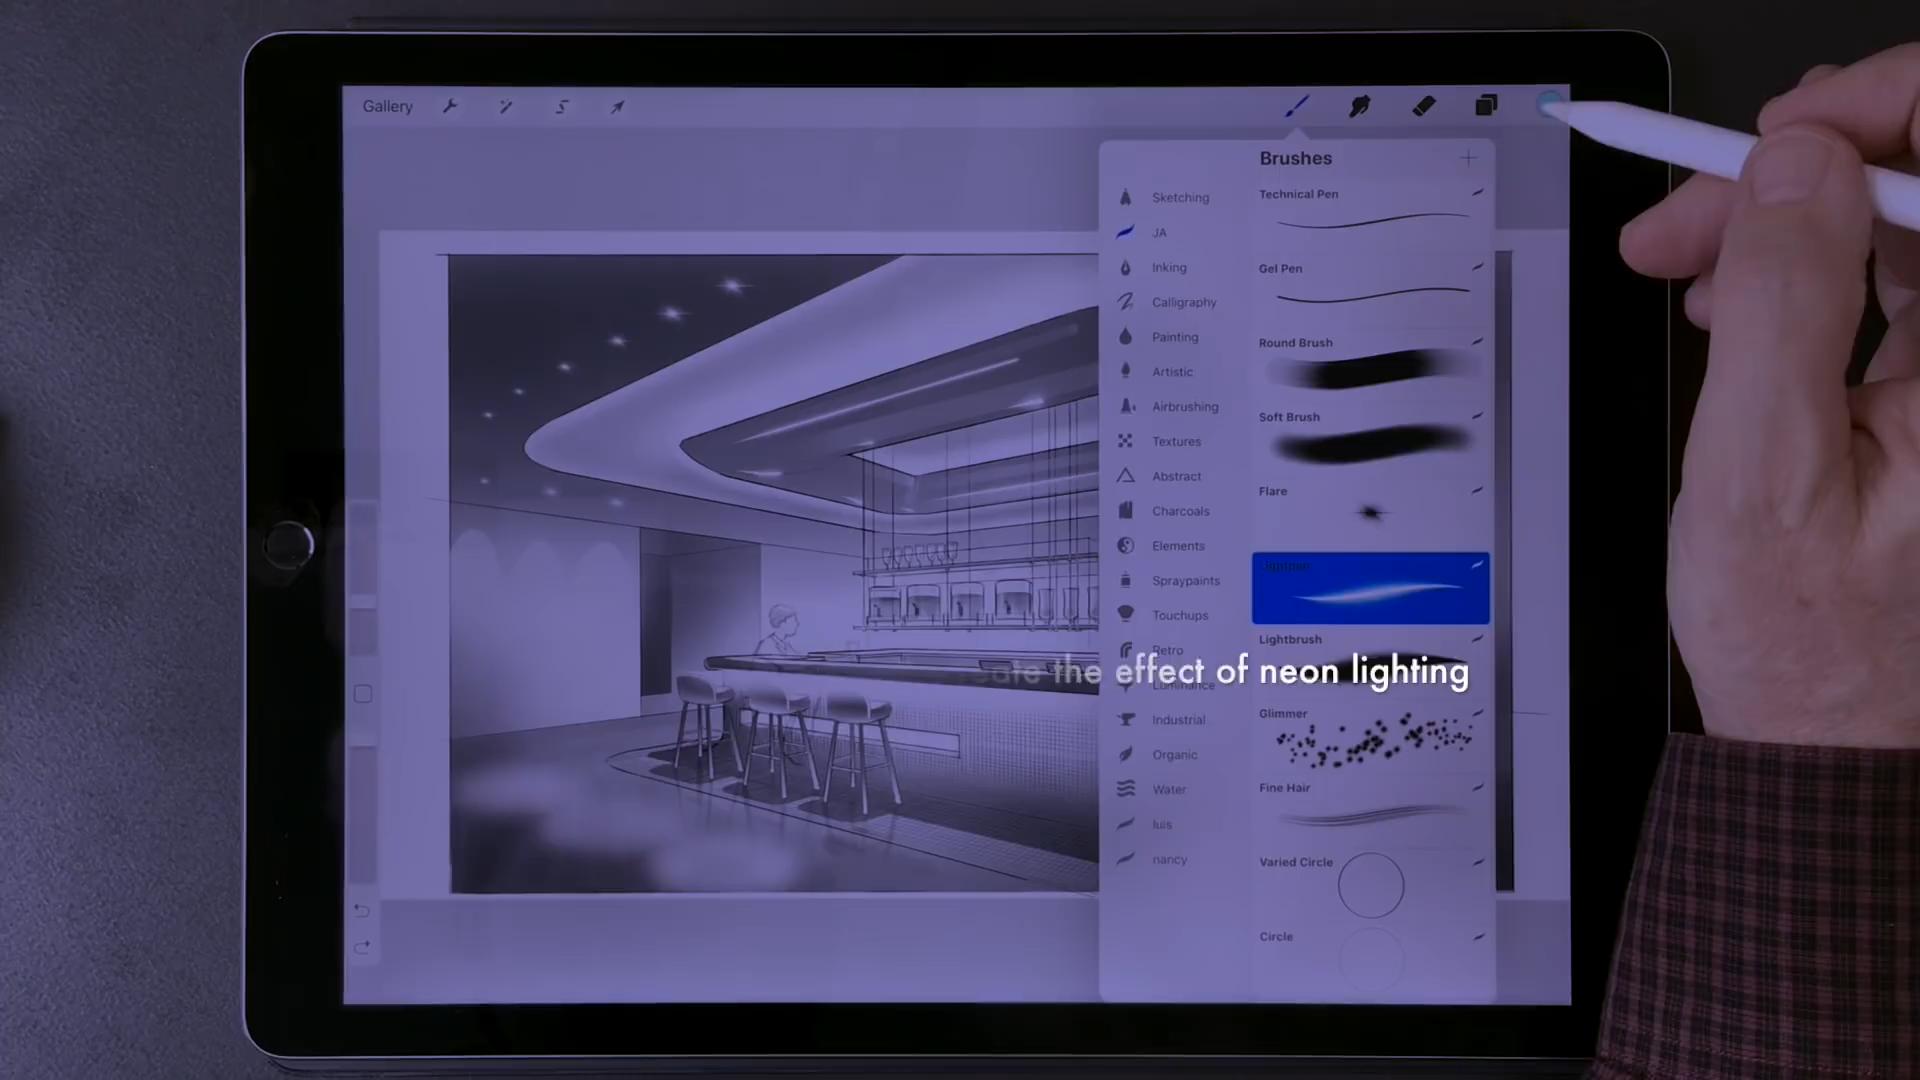 Gallery
Brushes
Sketching
JA
Inking
Calligraphy
Painting
Artistic
Airbrushing
Textures
Abstract
Charcoals
Elements
Spraypaints
Touchups
Retro
Luminance
Industrial
Organic
Water
luis
nancy
Technical Pen
Gel Pen
Round Brush
Soft Brush
Flare
Lightpen
Lightbrush
Glimmer
Fine Hair
Varied Circle
Circle
the effect of neon lighting